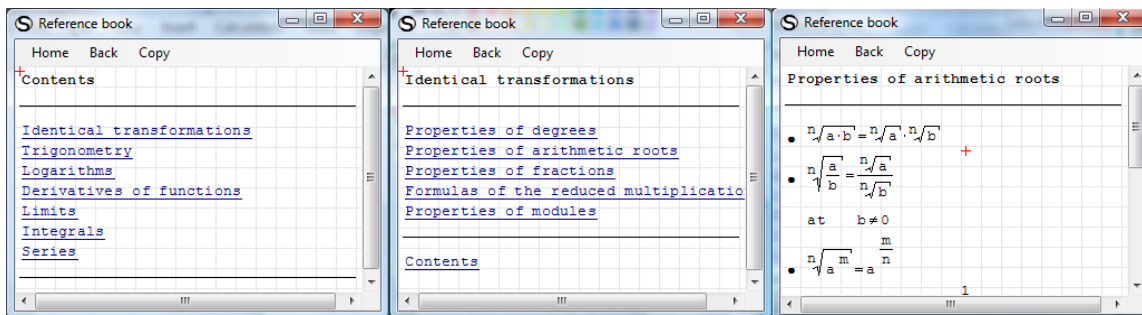 Reference book
Home Back Copy
Contents
Identical transformations
Trigonometry
Logarithms
Derivatives of functions
Limits
Integrals
Series
Reference book
Home Back Copy
Identical transformations
Properties of degrees
Properties of arithmetic roots
Properties of fractions
Formulas of the reduced multiplicatio
Properties of modules
Contents
Reference book
Home Back Copy
Properties of arithmetic roots
• ⁿ√(a·b) = ⁿ√a · ⁿ√b
• ⁿ√(a/b) = ⁿ√a / ⁿ√b
at b≠0
• ⁿ√(a^m) = a^(m/n)
1